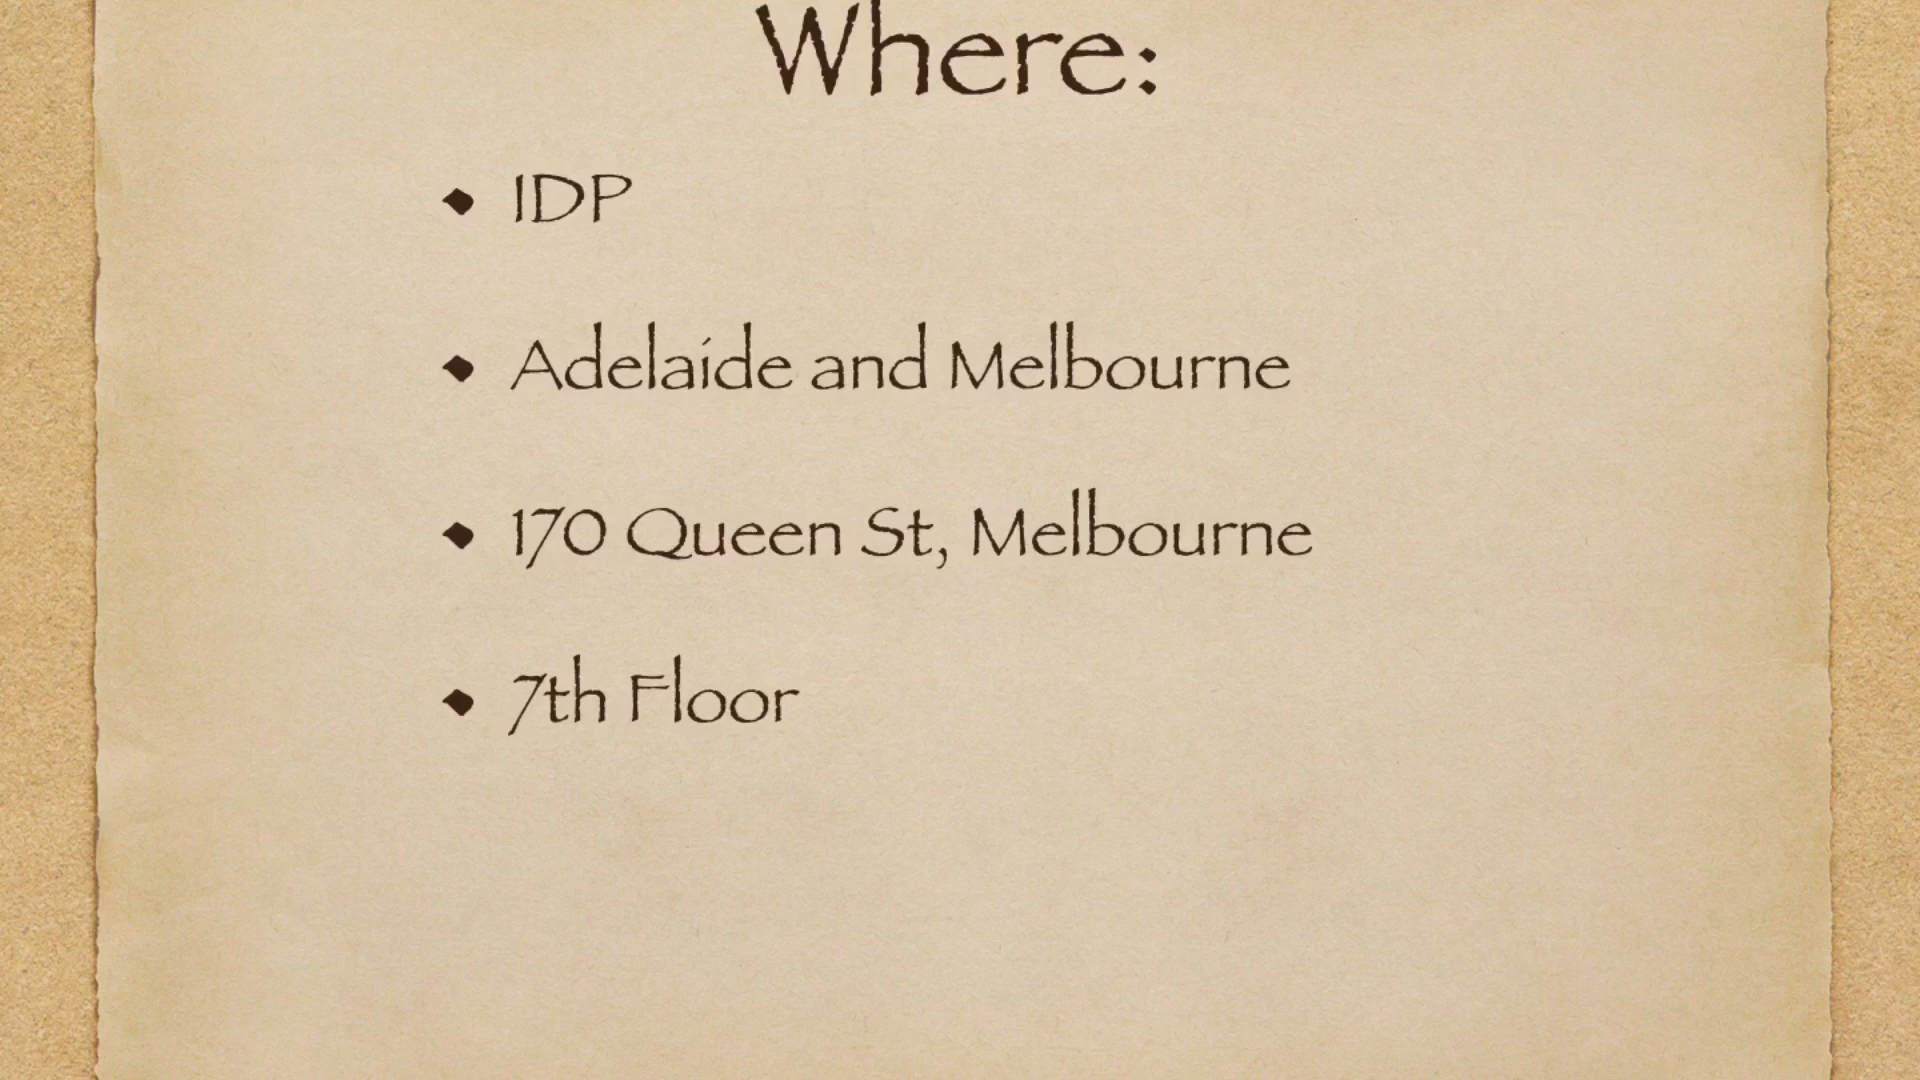 Where:
• IDP
• Adelaide and Melbourne
• 170 Queen St, Melbourne
• 7th Floor